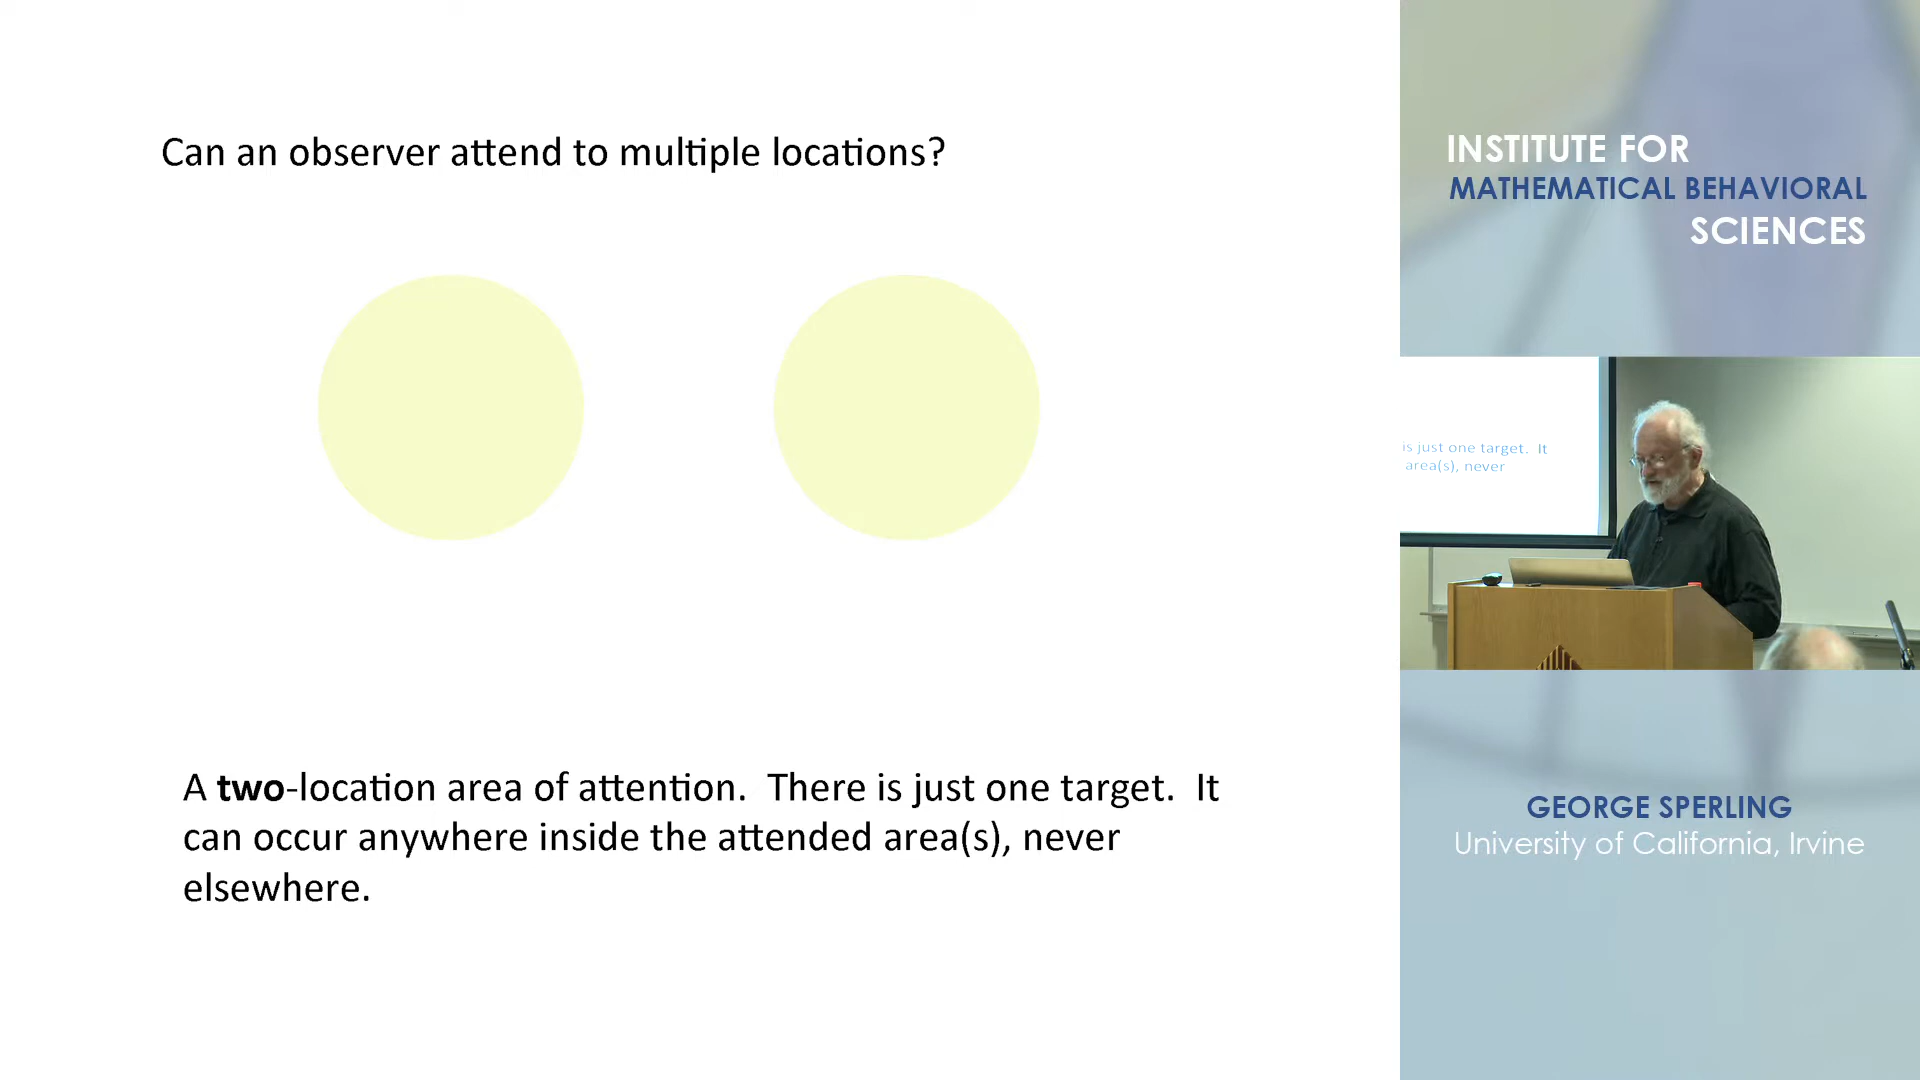 Can an observer attend to multiple locations?
A two-location area of attention.  There is just one target.  It
can occur anywhere inside the attended area(s), never
elsewhere.
INSTITUTE FOR
MATHEMATICAL BEHAVIORAL
SCIENCES
is just one target.  It
area(s), never
GEORGE SPERLING
University of California, Irvine